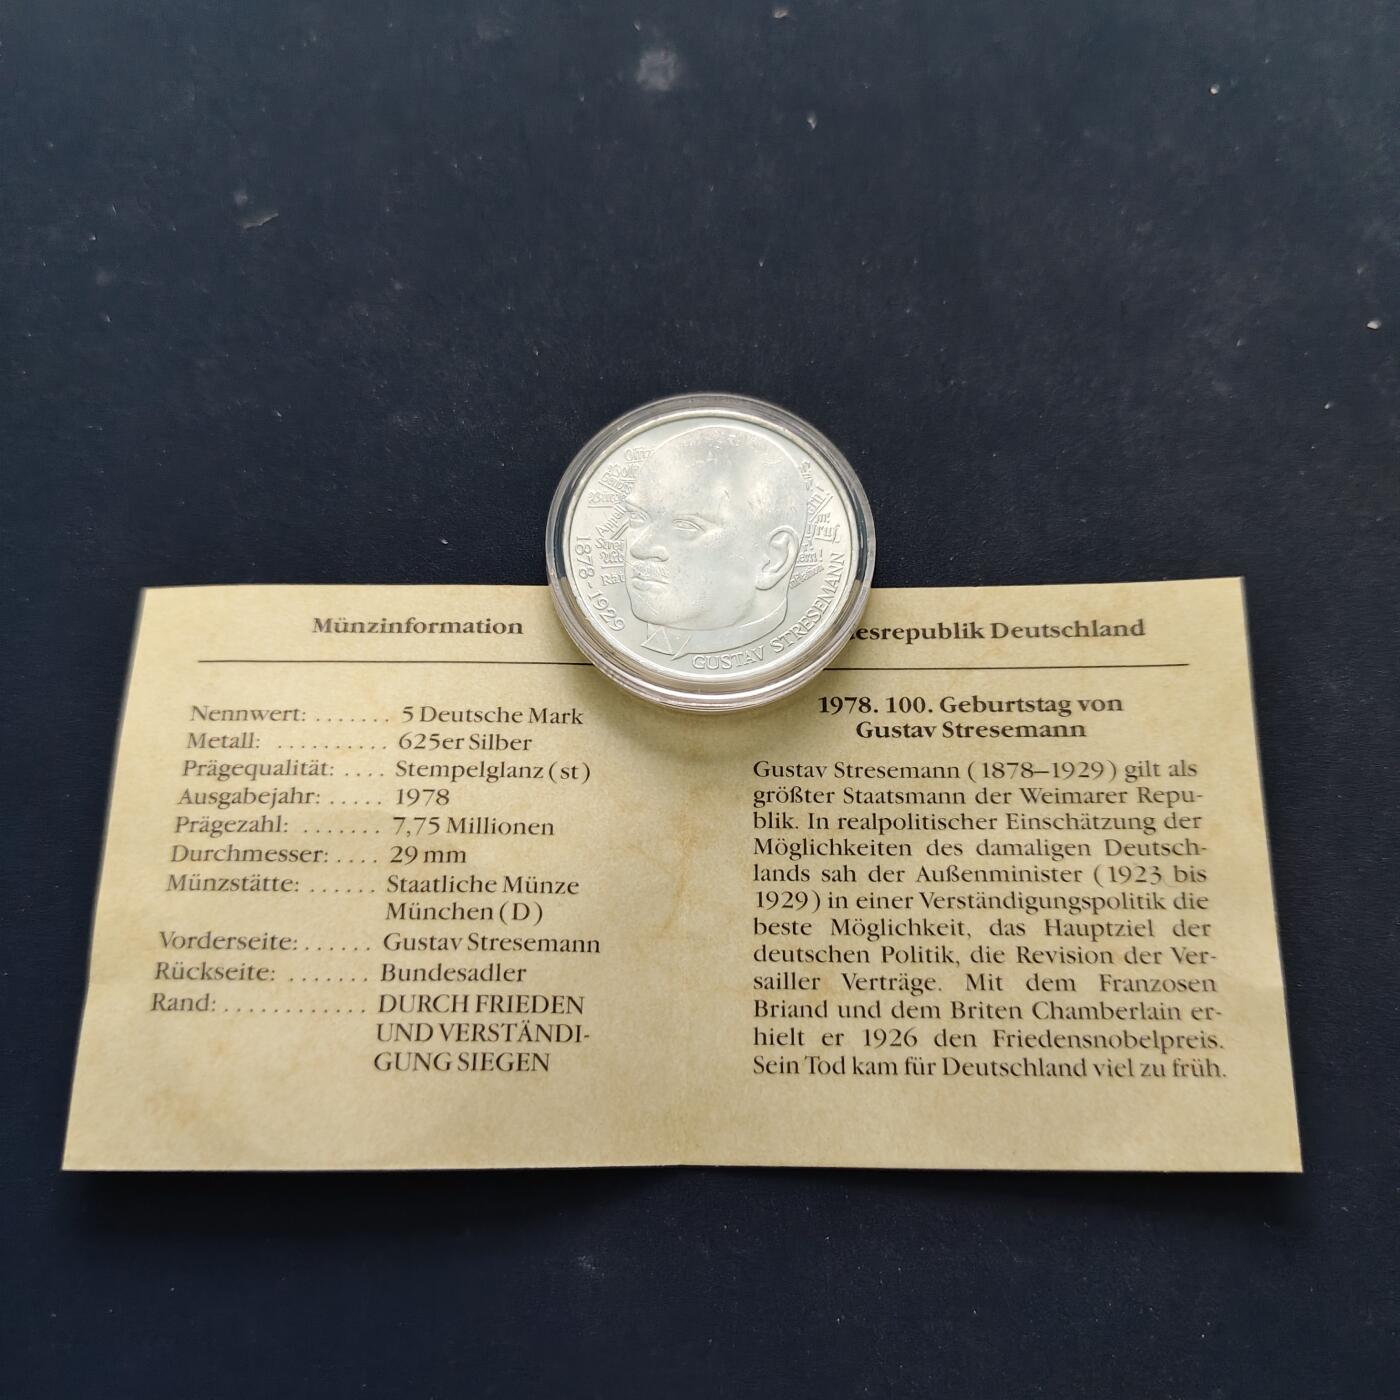 1878-1929
GUSTAV STRESEMANN
Münzinformation
Nennwert: ....... 5 Deutsche Mark
Metall: .......... 625er Silber
Prägequalität: .... Stempelglanz (st)
Ausgabejahr: ..... 1978
Prägezahl: ....... 7,75 Millionen
Durchmesser: .... 29 mm
Münzstätte: ...... Staatliche Münze
München (D)
Vorderseite: ...... Gustav Stresemann
Rückseite: ....... Bundesadler
Rand: ............ DURCH FRIEDEN
UND VERSTÄNDI-
GUNG SIEGEN
esrepublik Deutschland
1978. 100. Geburtstag von
Gustav Stresemann
Gustav Stresemann (1878–1929) gilt als
größter Staatsmann der Weimarer Repu-
blik. In realpolitischer Einschätzung der
Möglichkeiten des damaligen Deutsch-
lands sah der Außenminister (1923 bis
1929) in einer Verständigungspolitik die
beste Möglichkeit, das Hauptziel der
deutschen Politik, die Revision der Ver-
sailler Verträge. Mit dem Franzosen
Briand und dem Briten Chamberlain er-
hielt er 1926 den Friedensnobelpreis.
Sein Tod kam für Deutschland viel zu früh.